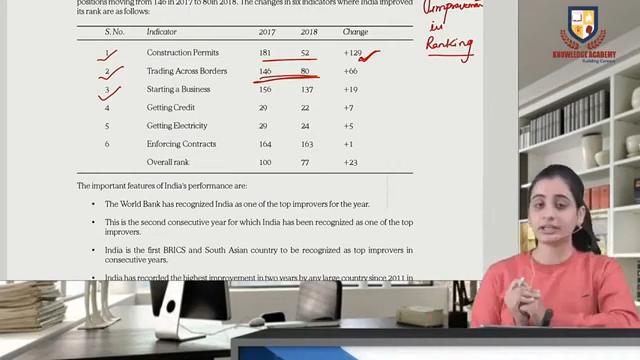 positions moving from 146 in 2017 to 80th in 2018. The changes in six indicators where India improved
its rank are as follows:
S. No. Indicator 2017 2018 Change
1 Construction Permits 181 52 +129
2 Trading Across Borders 146 80 +66
3 Starting a Business 156 137 +19
4 Getting Credit 29 22 +7
5 Getting Electricity 29 24 +5
6 Enforcing Contracts 164 163 +1
Overall rank 100 77 +23
The important features of India's performance are:
• The World Bank has recognized India as one of the top improvers for the year.
• This is the second consecutive year for which India has been recognized as one of the top
improvers.
• India is the first BRICS and South Asian country to be recognized as top improvers in
consecutive years.
• India has recorded the highest improvement in two years by any large country since 2011 in
in
Ranking
KNOWLEDGE ACADEMY
Building Careers